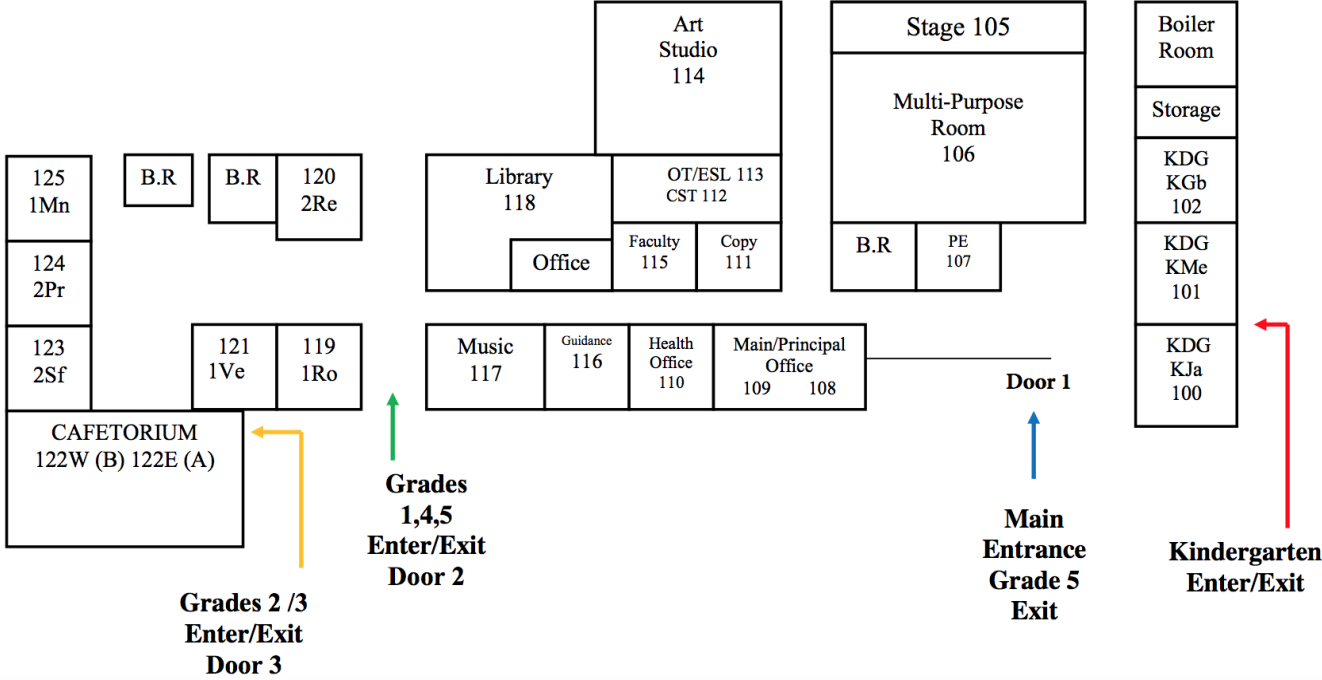 Art
Studio
114
Stage 105
Multi-Purpose
Room
106
Boiler
Room
Storage
KDG
KGb
102
KDG
KMe
101
KDG
KJa
100
125
1Mn
B.R
B.R
120
2Re
Library
118
Office
OT/ESL 113
CST 112
Faculty
115
Copy
111
B.R
PE
107
124
2Pr
123
2Sf
121
1Ve
119
1Ro
Music
117
Guidance
116
Health
Office
110
Main/Principal
Office
109 108
Door 1
CAFETORIUM
122W (B) 122E (A)
Grades 2 /3
Enter/Exit
Door 3
Grades
1,4,5
Enter/Exit
Door 2
Main
Entrance
Grade 5
Exit
Kindergarten
Enter/Exit